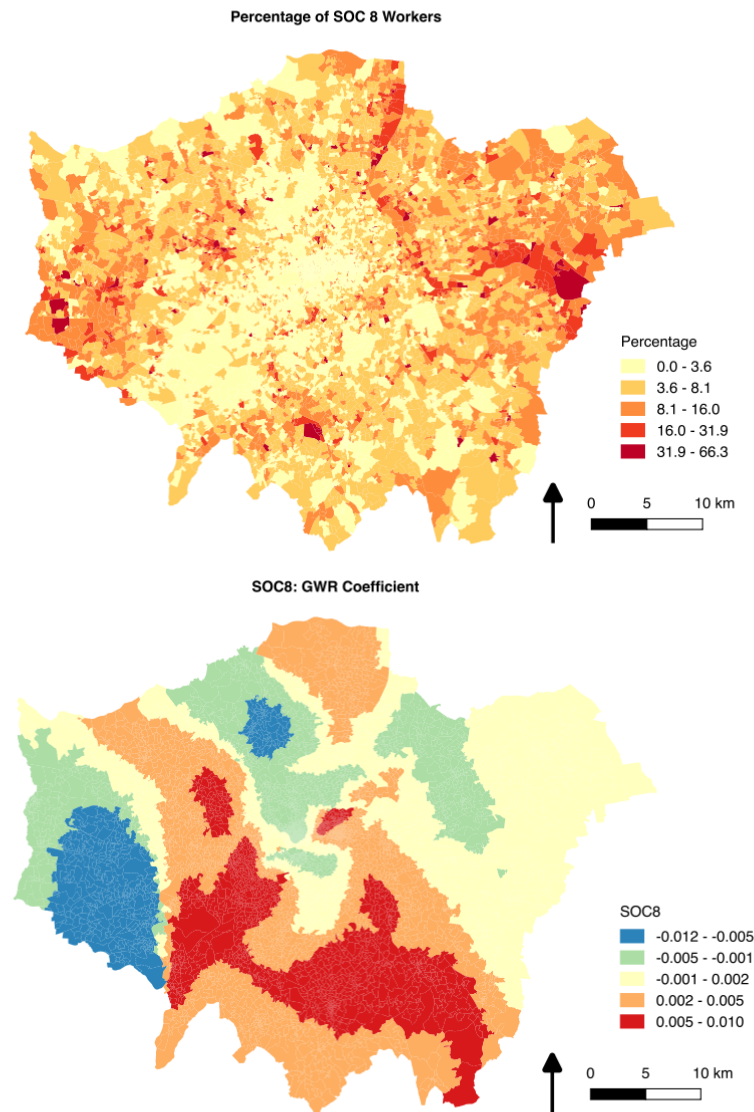 Percentage of SOC 8 Workers
Percentage
0.0 - 3.6
3.6 - 8.1
8.1 - 16.0
16.0 - 31.9
31.9 - 66.3
0 5 10 km
SOC8: GWR Coefficient
SOC8
-0.012 - -0.005
-0.005 - -0.001
-0.001 - 0.002
0.002 - 0.005
0.005 - 0.010
0 5 10 km